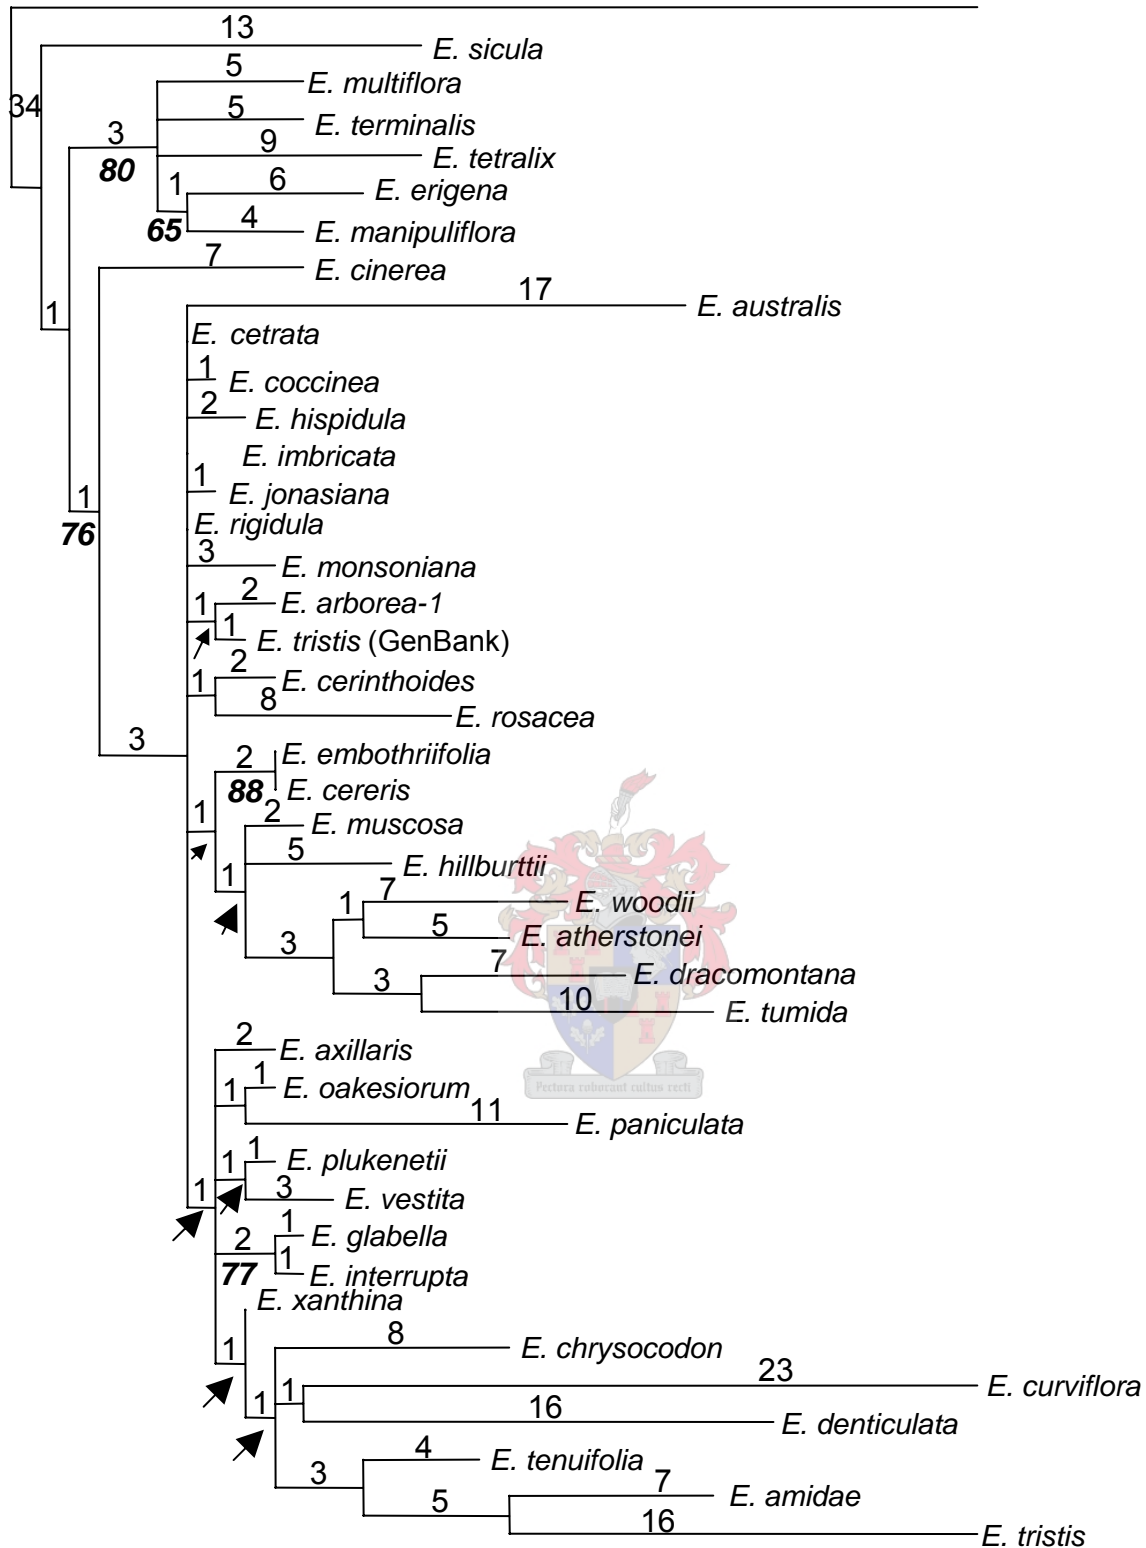 13
E. sicula
5
E. multiflora
34
5
E. terminalis
3
9
E. tetralix
80
1
6
E. erigena
65
4
E. manipuliflora
7
E. cinerea
1
17
E. australis
E. cetrata
1
E. coccinea
2
E. hispidula
E. imbricata
1
E. jonasiana
1
76
E. rigidula
3
E. monsoniana
1
2
E. arborea-1
1
E. tristis (GenBank)
1
2
E. cerinthoides
8
E. rosacea
3
2
E. embothriifolia
88
E. cereris
1
2
E. muscosa
5
E. hillburttii
1
1
7
E. woodii
5
E. atherstonei
3
7
E. dracomontana
3
10
E. tumida
2
E. axillaris
1
1
E. oakesiorum
Pectora roborant cultus recti
11
E. paniculata
1
1
E. plukenetii
1
3
E. vestita
2
1
E. glabella
77
1
E. interrupta
E. xanthina
1
8
E. chrysocodon
1
1
23
E. curviflora
16
E. denticulata
3
4
E. tenuifolia
5
7
E. amidae
16
E. tristis